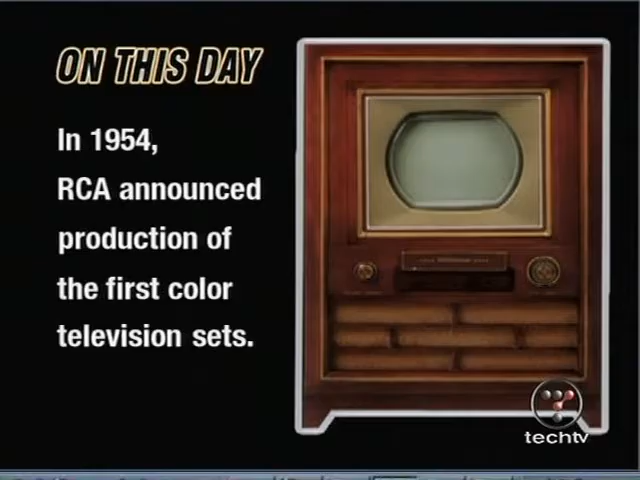 ON THIS DAY
In 1954,
RCA announced
production of
the first color
television sets.
techtv